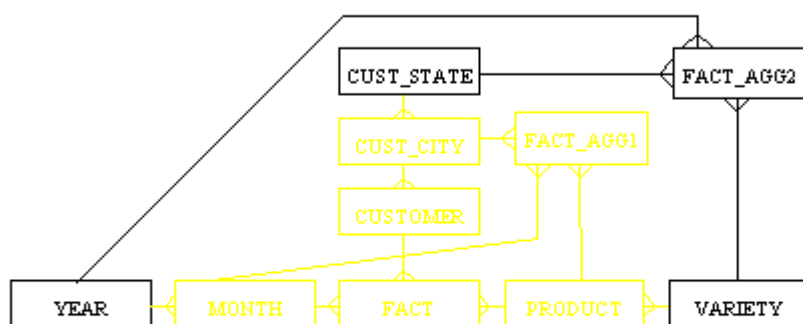 CUST_STATE
FACT_AGG2
CUST_CITY
FACT_AGG1
CUSTOMER
YEAR
MONTH
FACT
PRODUCT
VARIETY